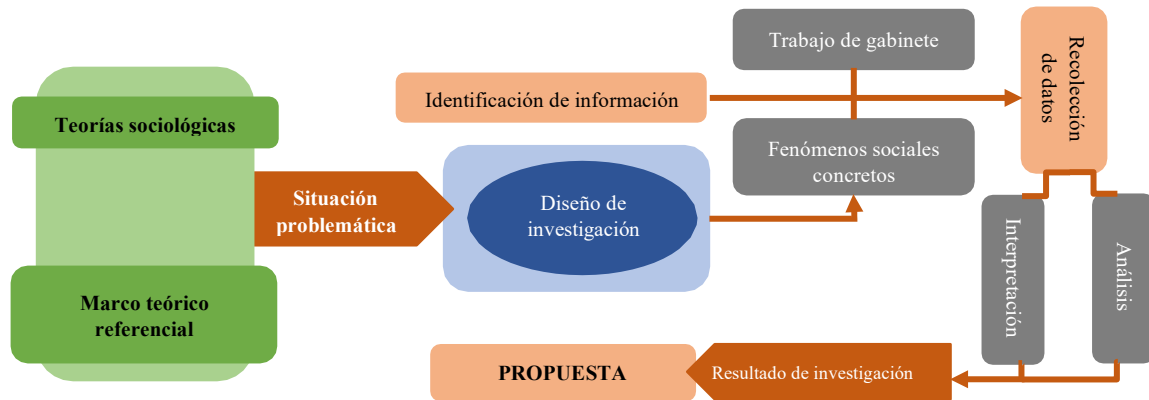 Teorías sociológicas
Marco teórico
referencial
Situación
problemática
Identificación de información
Diseño de
investigación
Trabajo de gabinete
Fenómenos sociales
concretos
Recolección
de datos
Interpretación
Análisis
Resultado de investigación
PROPUESTA